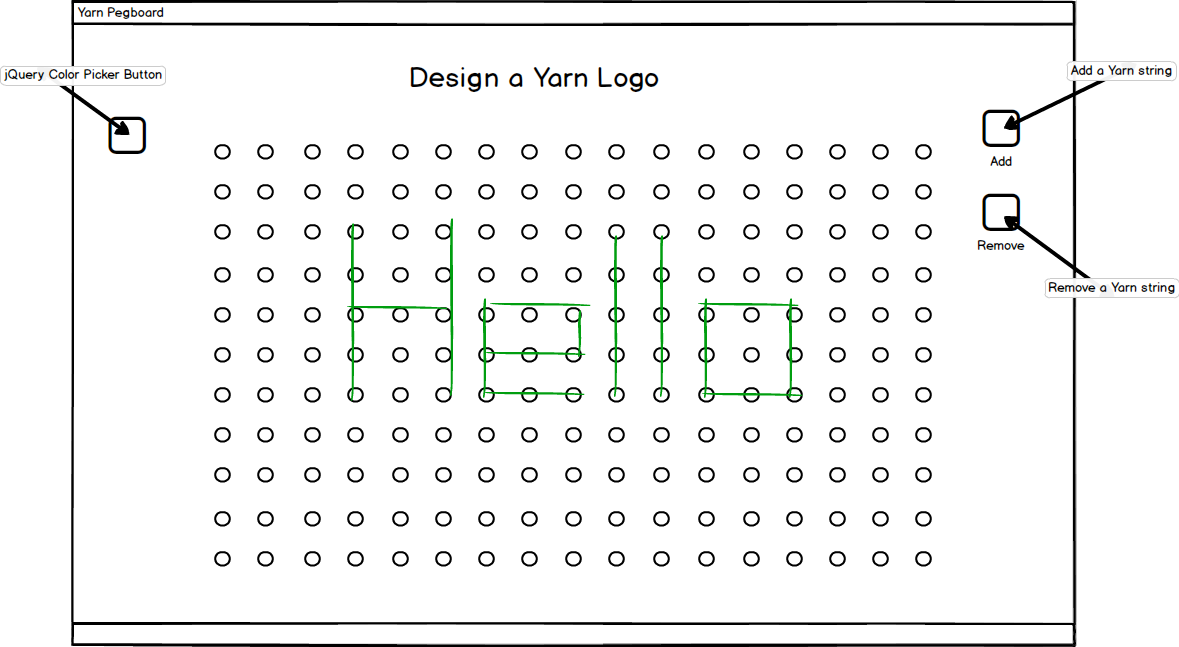 Yarn Pegboard
jQuery Color Picker Button
Design a Yarn Logo
Add a Yarn string
Add
Remove
Remove a Yarn string
Hello